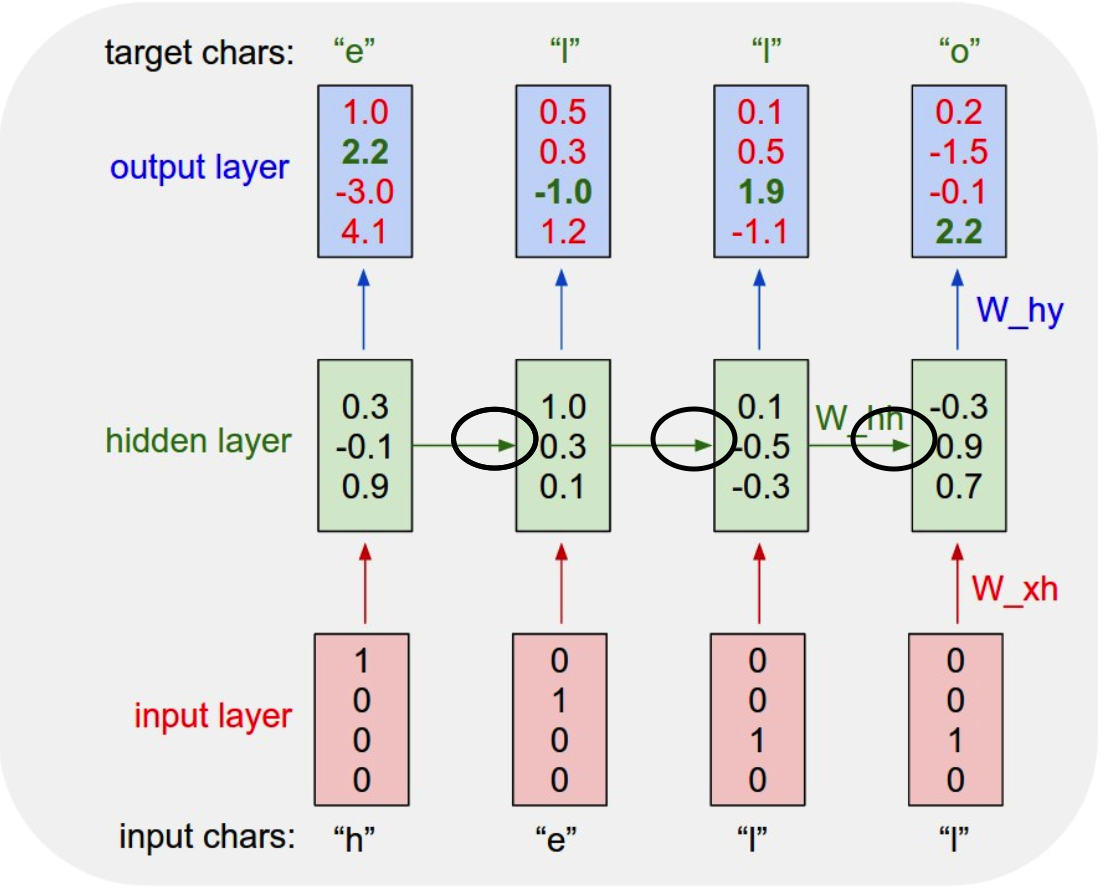 target chars: “e” “l” “l” “o”
1.0 0.5 0.1 0.2
2.2 0.3 0.5 -1.5
output layer
-3.0 -1.0 1.9 -0.1
4.1 1.2 -1.1 2.2
W_hy
0.3 1.0 0.1 W_hh -0.3
hidden layer -0.1 0.3 -0.5 0.9
0.9 0.1 -0.3 0.7
W_xh
1 0 0 0
0 1 0 0
input layer
0 0 1 1
0 0 0 0
input chars: “h” “e” “l” “l”